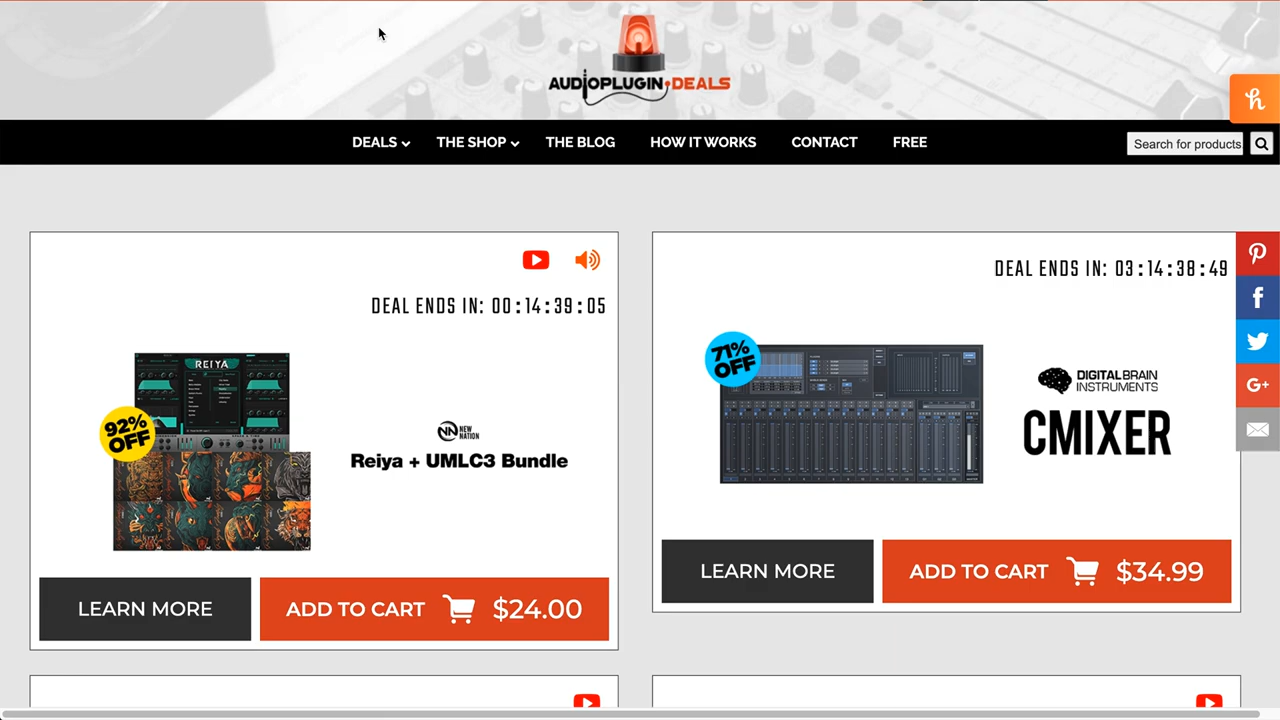 AUDIOPLUGIN.DEALS
DEALS
THE SHOP
THE BLOG
HOW IT WORKS
CONTACT
FREE
Search for products
DEAL ENDS IN: 00:14:39:05
REIYA
92% OFF
NEW NATION
Reiya + UMLC3 Bundle
LEARN MORE
ADD TO CART $24.00
DEAL ENDS IN: 03:14:38:49
71% OFF
DIGITALBRAIN
INSTRUMENTS
CMIXER
LEARN MORE
ADD TO CART $34.99